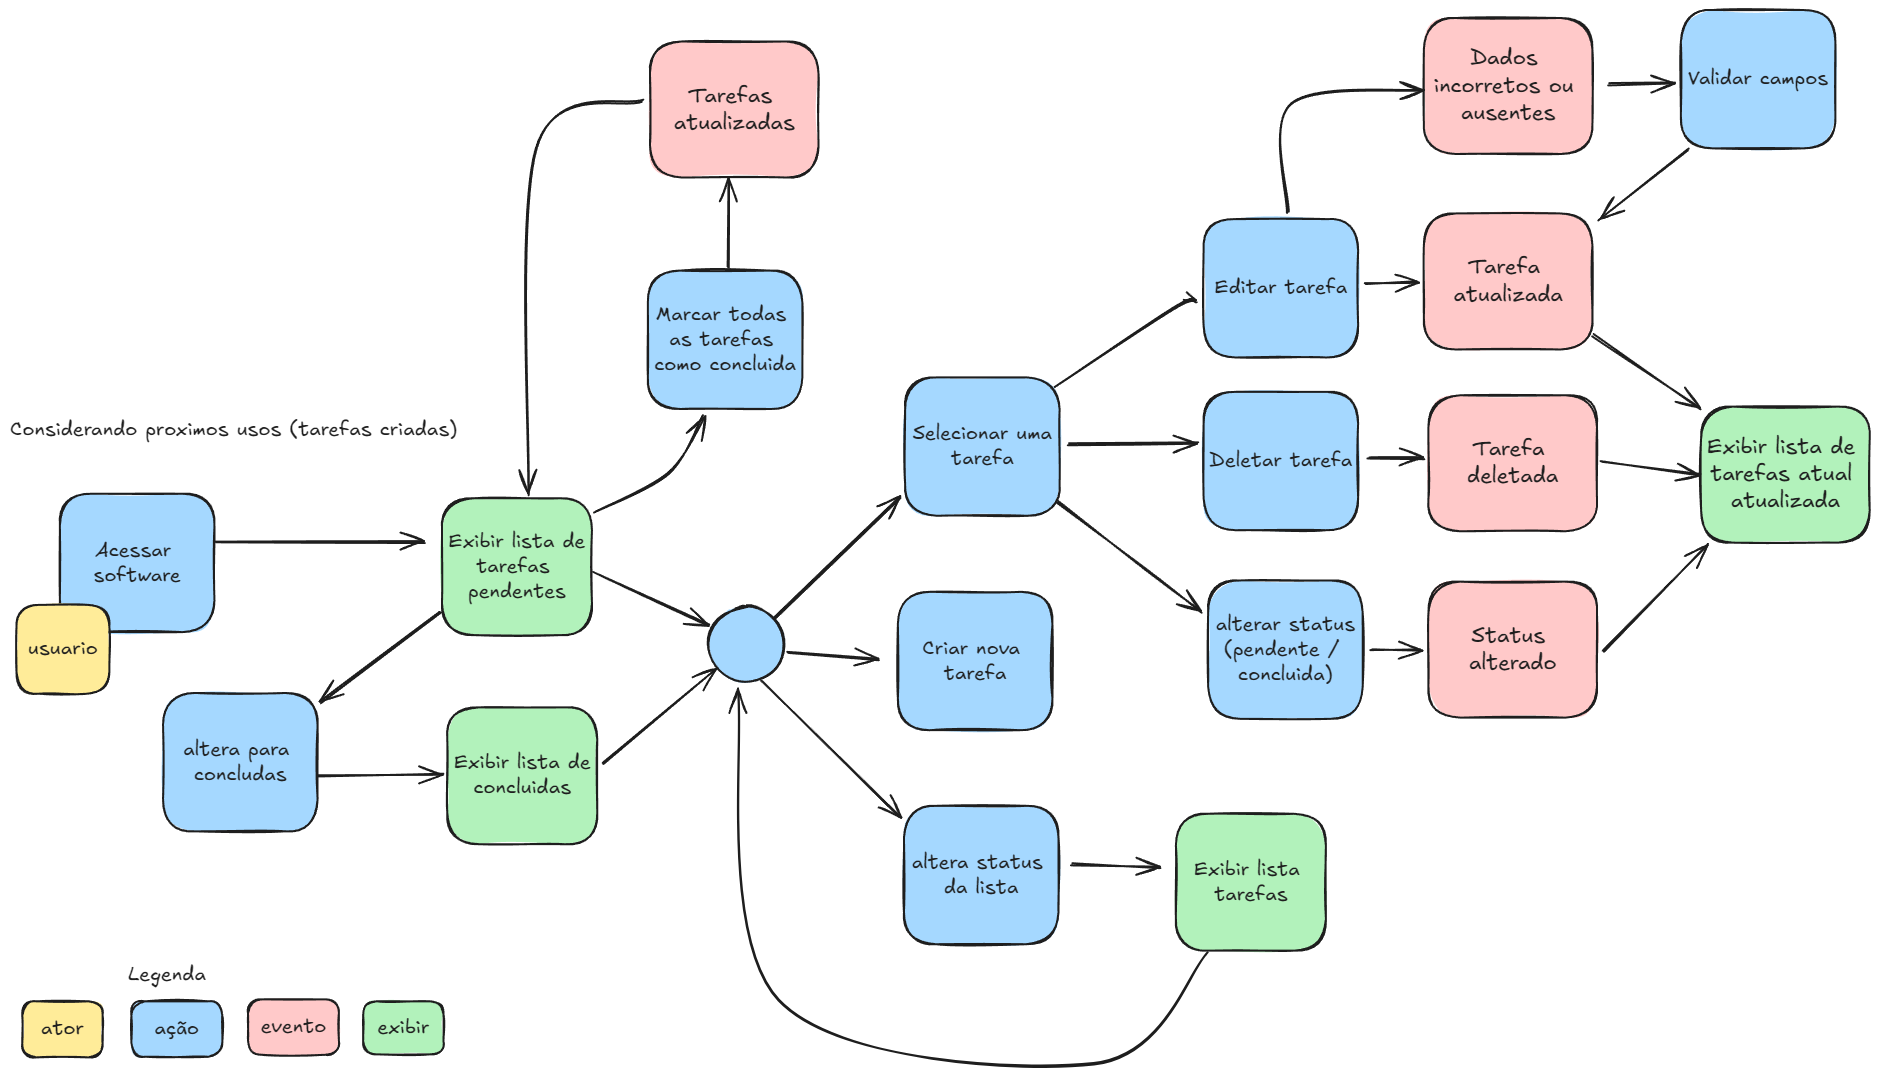 Tarefas
atualizadas
Dados
incorretos ou
ausentes
Validar campos
Marcar todas
as tarefas
como concluida
Editar tarefa
Tarefa
atualizada
Considerando proximos usos (tarefas criadas)
Selecionar uma
tarefa
Deletar tarefa
Tarefa
deletada
Exibir lista de
tarefas atual
atualizada
Acessar
software
usuario
Exibir lista de
tarefas
pendentes
Criar nova
tarefa
alterar status
(pendente /
concluida)
Status
alterado
altera para
concludas
Exibir lista de
concluidas
altera status
da lista
Exibir lista
tarefas
Legenda
ator
ação
evento
exibir